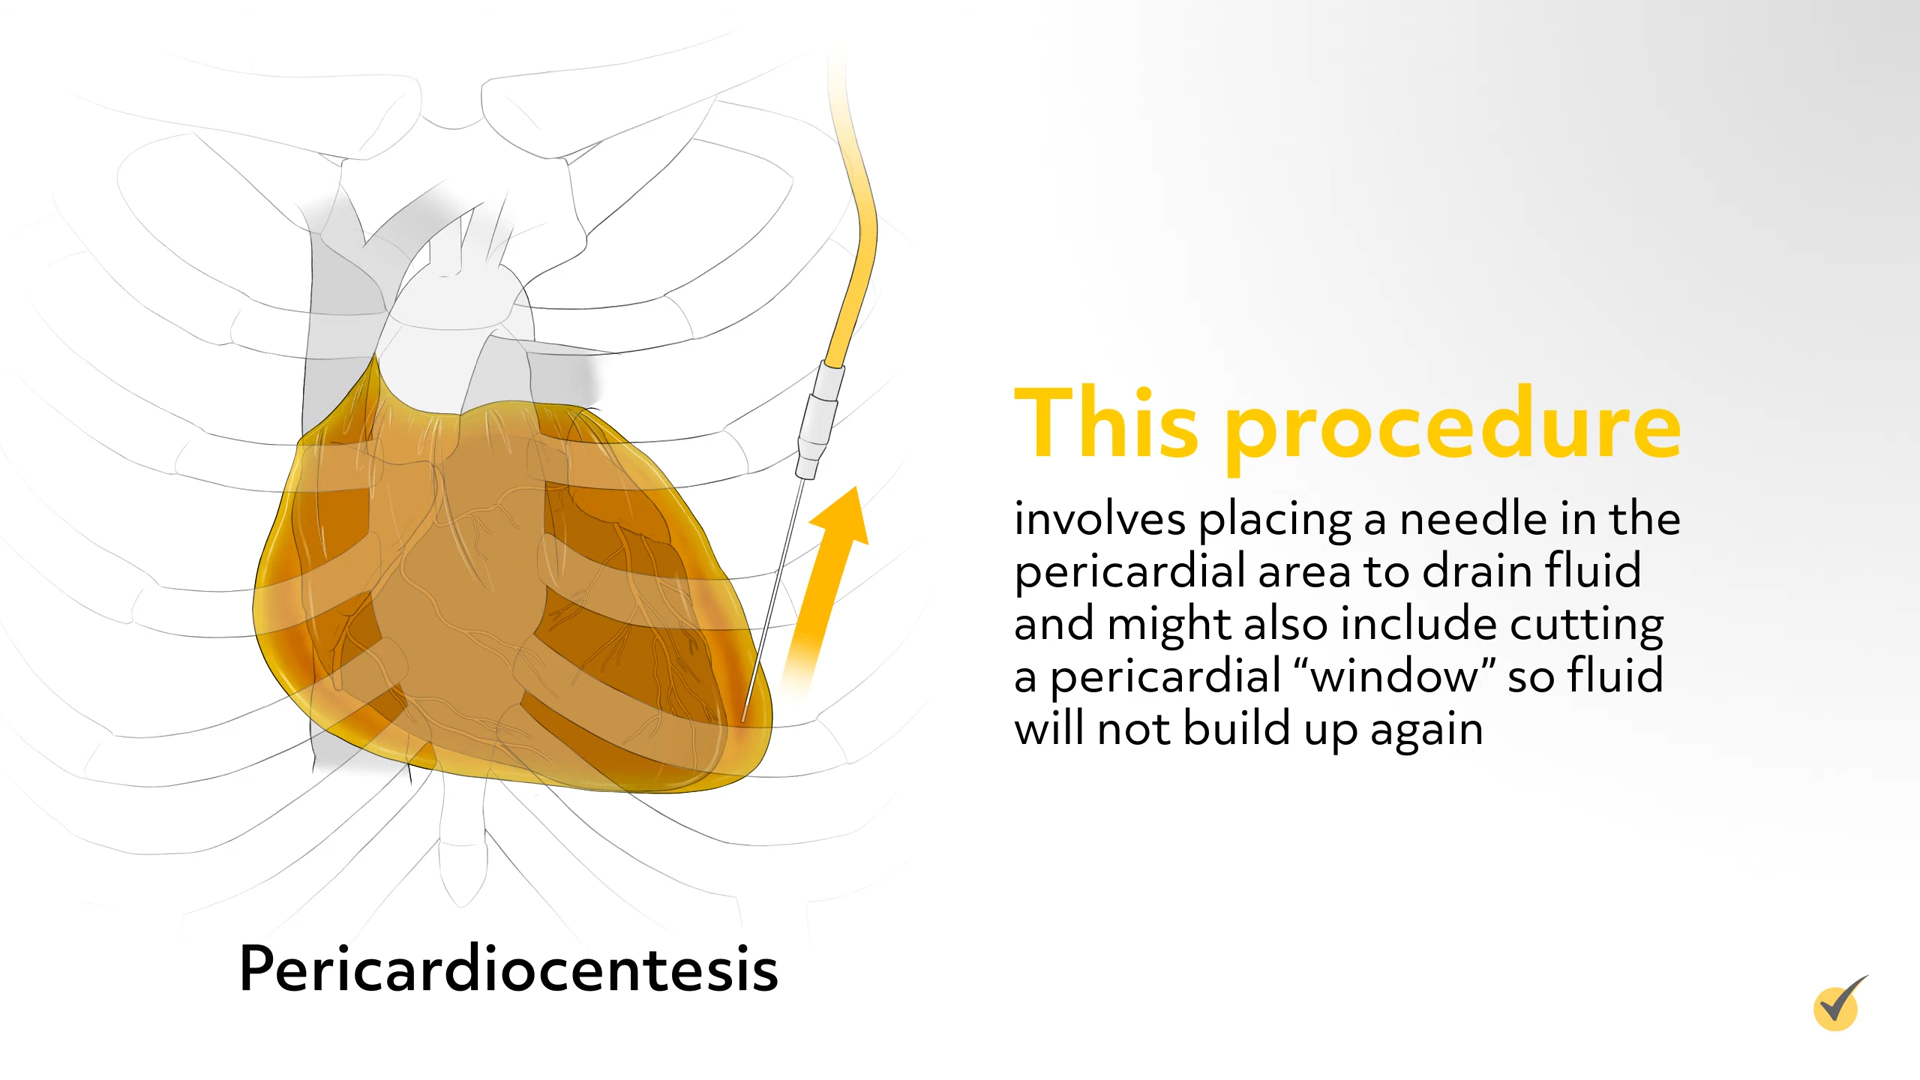 This procedure
involves placing a needle in the
pericardial area to drain fluid
and might also include cutting
a pericardial “window” so fluid
will not build up again
Pericardiocentesis